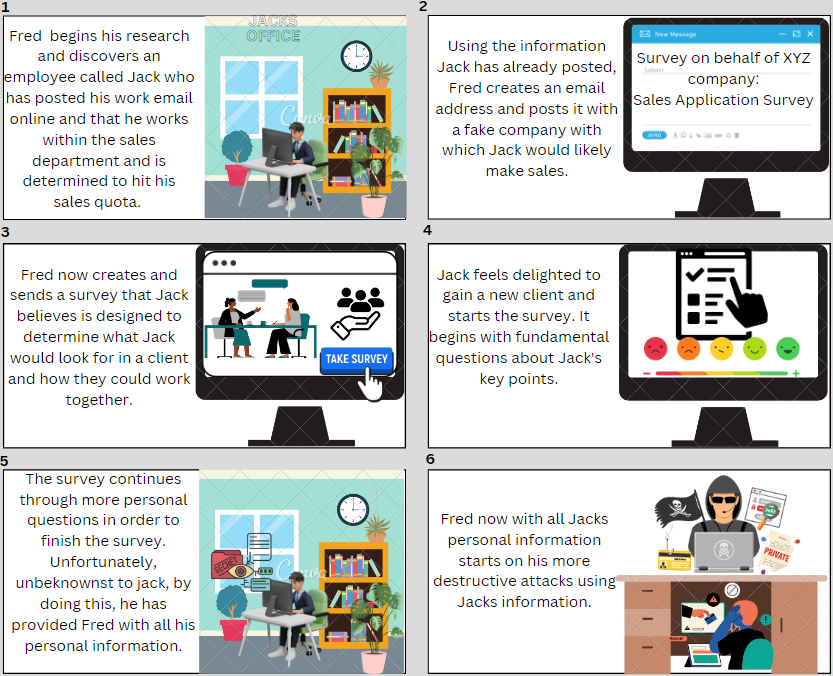 1
Fred begins his research
and discovers an
employee called Jack who
has posted his work email
online and that he works
within the sales
department and is
determined to hit his
sales quota.
JACKS
OFFICE
Canva
2
Using the information
Jack has already posted,
Fred creates an email
address and posts it with
a fake company with
which Jack would likely
make sales.
New Message
Survey on behalf of XYZ
Subject
company:
Sales Application Survey
SEND
3
Fred now creates and
sends a survey that Jack
believes is designed to
determine what Jack
would look for in a client
and how they could work
together.
TAKE SURVEY
4
Jack feels delighted to
gain a new client and
starts the survey. It
begins with fundamental
questions about Jack's
key points.
5
The survey continues
through more personal
questions in order to
finish the survey.
Unfortunately,
unbeknownst to jack, by
doing this, he has
provided Fred with all his
personal information.
SECRET
Canva
6
Fred now with all Jacks
personal information
starts on his more
destructive attacks using
Jacks information.
PRIVATE